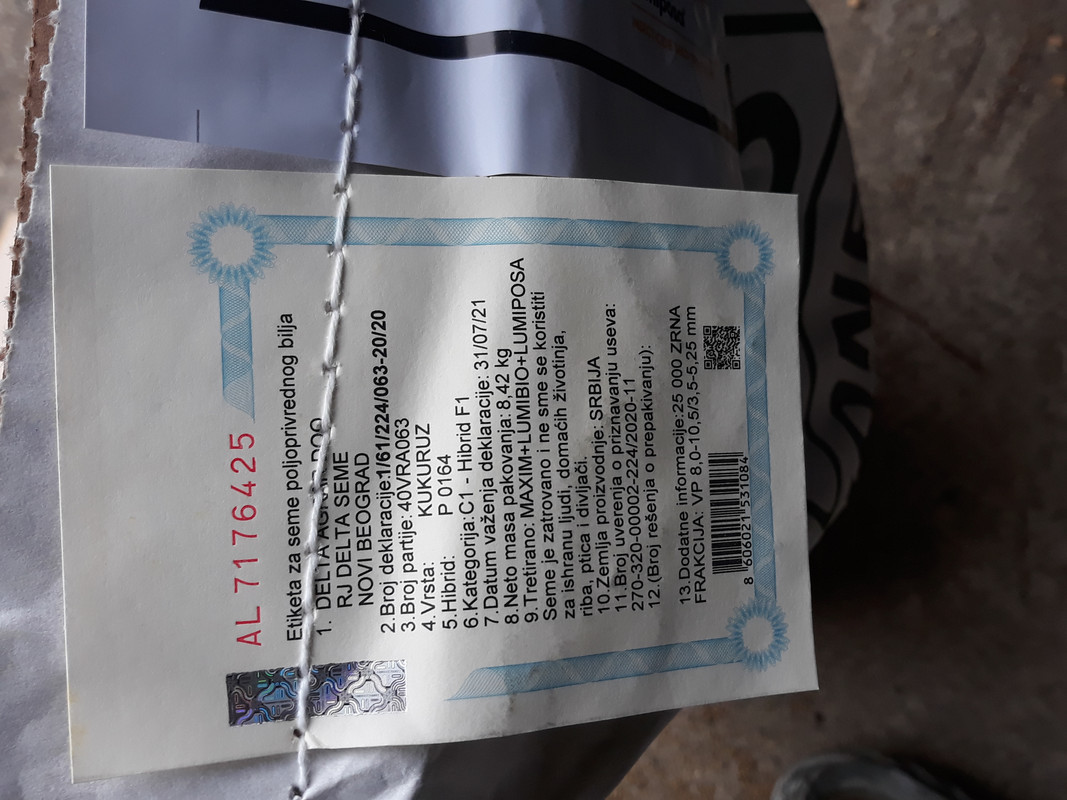 AL 7176425
Etiketa za seme poljoprivrednog bilja
1. DELTA DOO
RJ DELTA SEME
NOVI BEOGRAD
2.Broj deklaracije:1/61/224/063-20/20
3.Broj partije:40VRA063
4.Vrsta: KUKURUZ
5.Hibrid: P 0164
6.Kategorija:C1 - Hibrid F1
7.Datum važenja deklaracije: 31/07/21
8.Neto masa pakovanja:8,42 kg
9.Tretirano: MAXIM+LUMIBIO+LUMIPOSA
Seme je zatrovano i ne sme se koristiti
za ishranu ljudi, domaćih životinja,
riba, ptica i divljači.
10.Zemlja proizvodnje: SRBIJA
11.Broj uverenja o priznavanju useva:
270-320-00002-224/2020-11
12.(Broj rešenja o prepakivanju):
13.Dodatne informacije:25 000 ZRNA
FRAKCIJA: VP 8,0-10,5/3,5-5,25 mm
8 606021 531084